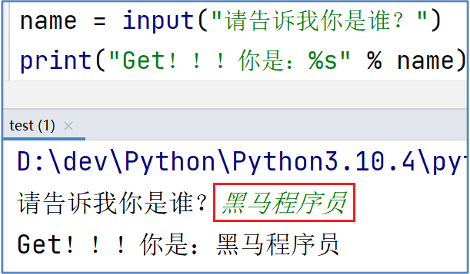 name = input("请告诉我你是谁？")
print("Get！！！你是：%s" % name)
test (1) ×
D:\dev\Python\Python3.10.4\pyt
请告诉我你是谁？黑马程序员
Get！！！你是：黑马程序员